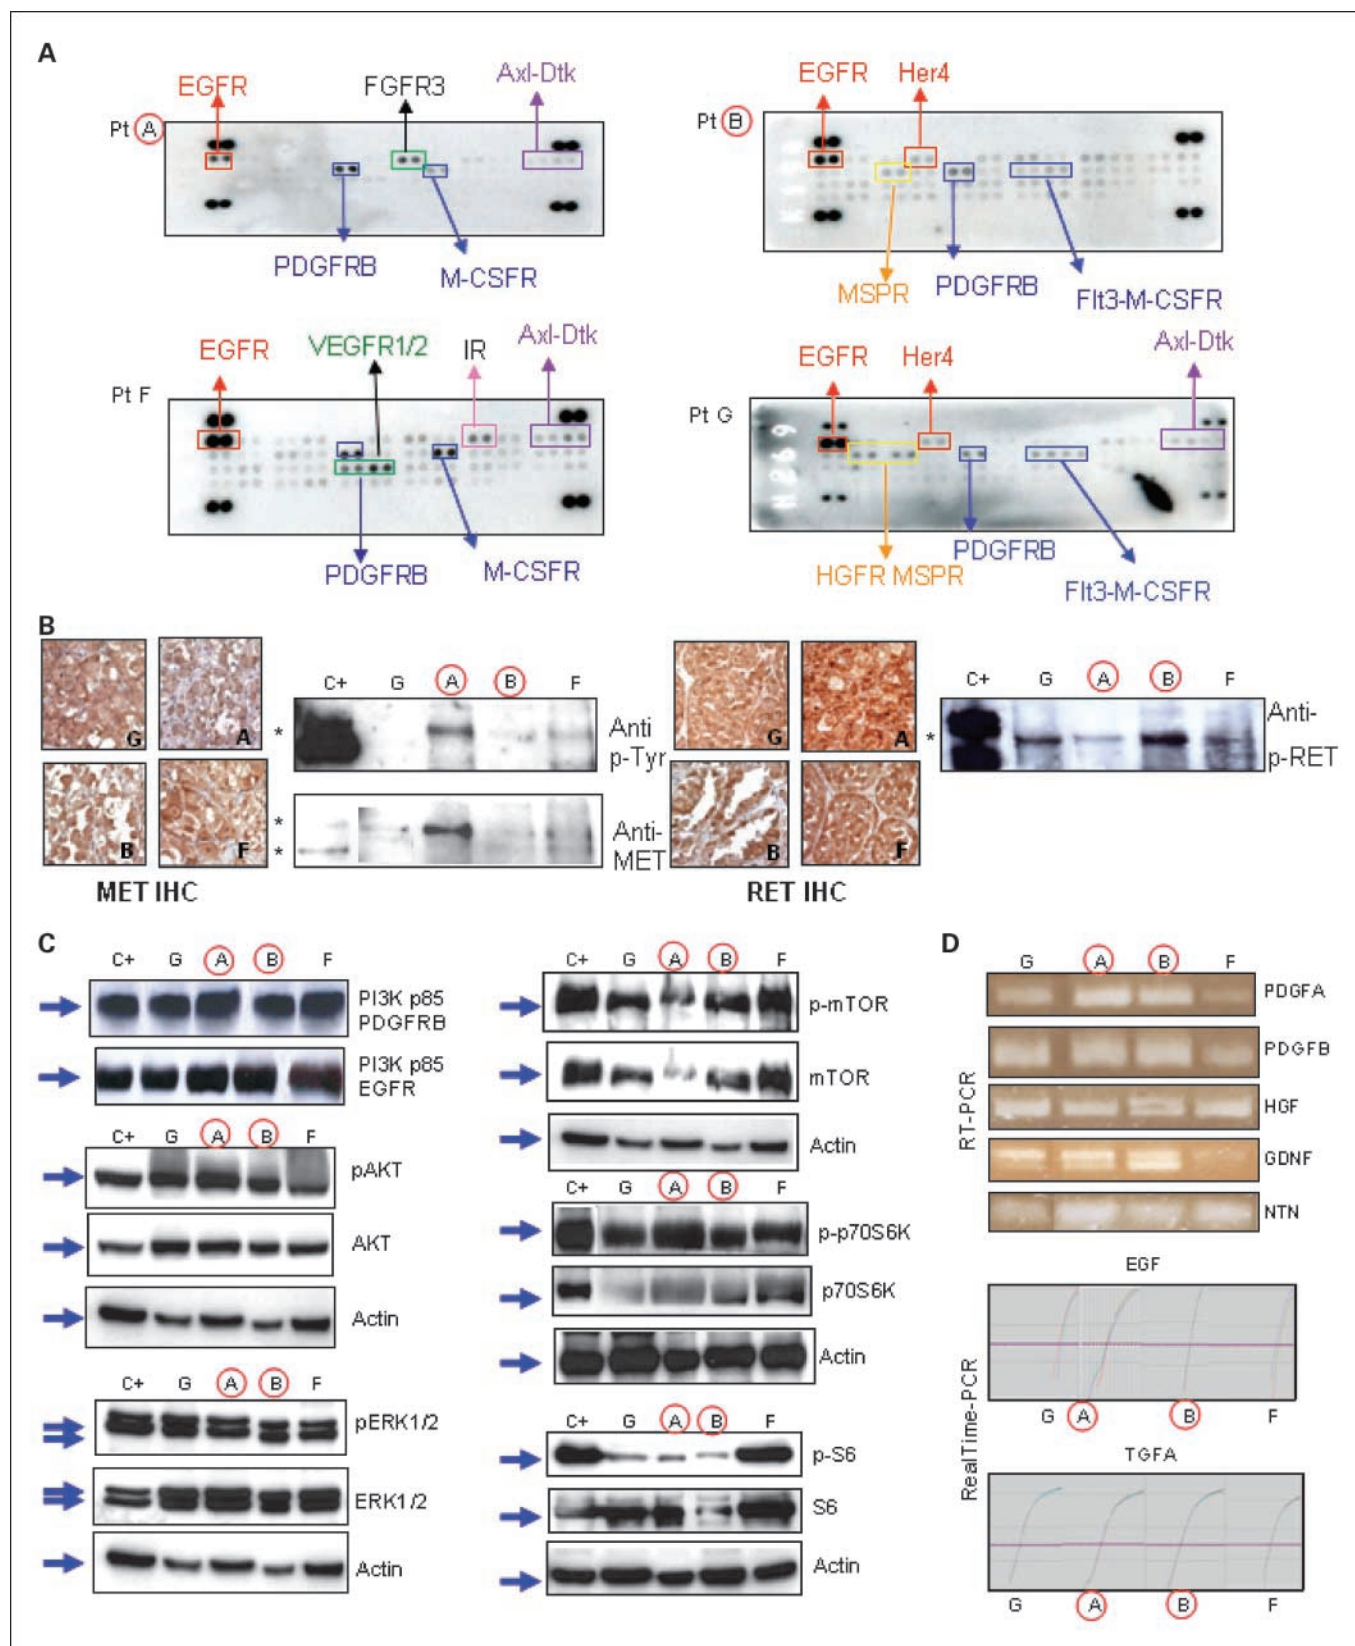 A
EGFR
FGFR3
Axl-Dtk
Pt A
PDGFRB
M-CSFR
EGFR
Her4
Pt B
MSPR
PDGFRB
Flt3-M-CSFR
EGFR
VEGFR1/2
IR
Axl-Dtk
Pt F
PDGFRB
M-CSFR
EGFR
Her4
Axl-Dtk
Pt G
PDGFRB
HGFR MSPR
Flt3-M-CSFR
B
G
A
B
F
MET IHC
C+ G A B F
*
Anti
p-Tyr
*
*
Anti-
MET
G
A
B
F
RET IHC
C+ G A B F
*
Anti-
p-RET
C
C+ G A B F
PI3K p85
PDGFRB
PI3K p85
EGFR
C+ G A B F
pAKT
AKT
Actin
C+ G A B F
pERK1/2
ERK1/2
Actin
C+ G A B F
p-mTOR
mTOR
Actin
C+ G A B F
p-p70S6K
p70S6K
Actin
C+ G A B F
p-S6
S6
Actin
D
G A B F
RT-PCR
PDGFA
PDGFB
HGF
GDNF
NTN
RealTime-PCR
EGF
G A B F
TGFA
G A B F